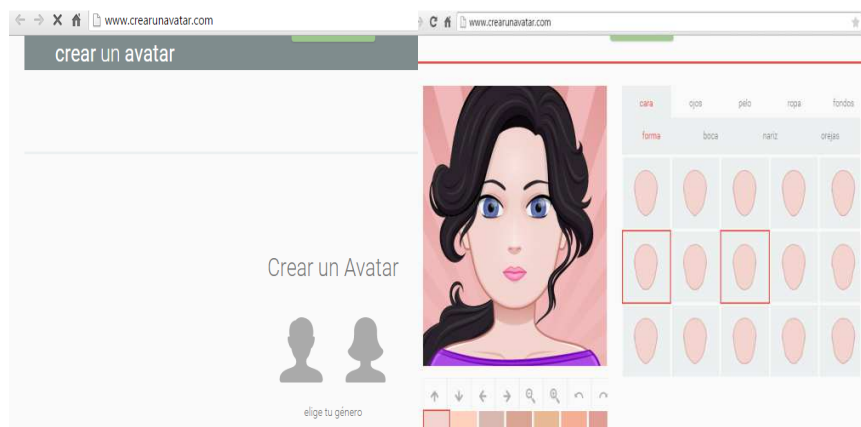 www.crearunavatar.com
crear un avatar
Crear un Avatar
elige tu género
www.crearunavatar.com
cara ojos pelo ropa fondos
forma boca nariz orejas